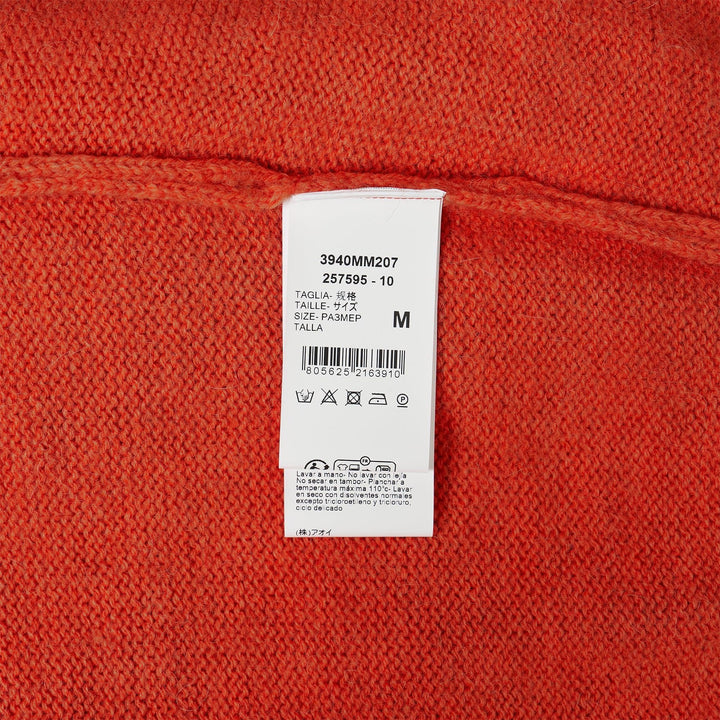 3940MM207
257595 - 10
TAGLIA- 规格
TAILLE- サイズ
SIZE- РАЗМЕР
TALLA
M
805625 2163910
P
FR
Lavar a mano- No lavar con lejía
No secar en tambor- Planchar a
temperatura máxima 110°c- Lavar
en seco con disolventes normales
excepto tricloroetileno y tricloruro,
ciclo delicado
(株)アオイ